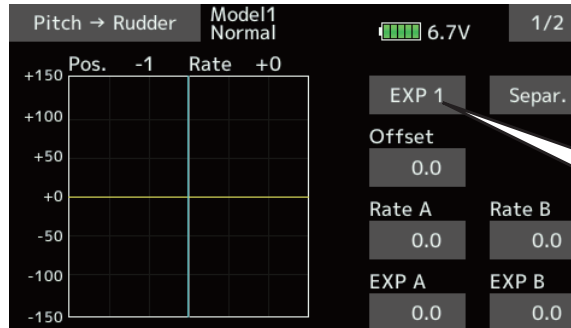 Pitch → Rudder Model1 Normal 6.7V 1/2
Pos. -1 Rate +0
+150
+100
+50
+0
-50
-100
-150
EXP 1 Separ.
Offset
0.0
Rate A Rate B
0.0 0.0
EXP A EXP B
0.0 0.0